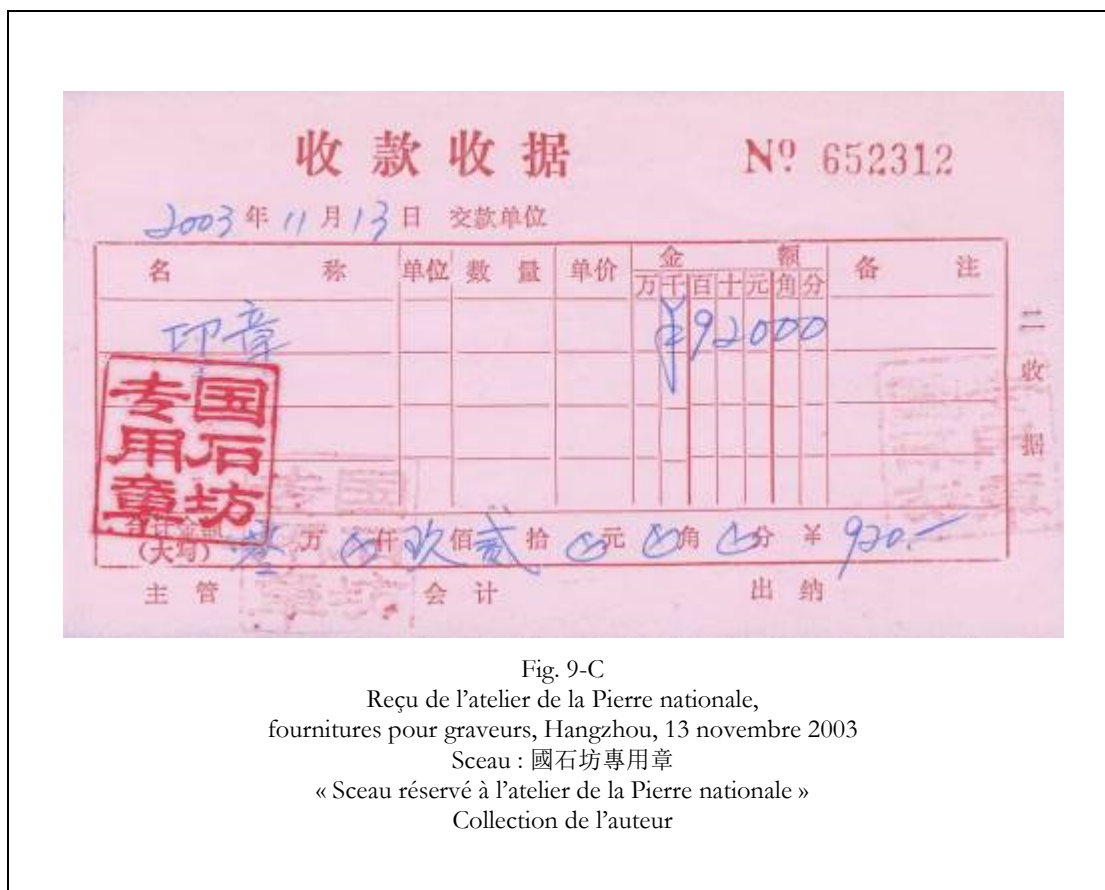 收款收据 Nº 652312
2003年11月13日 交款单位
名称 单位 数量 单价 金额 备注
万千百十元角分
印章 ¥92000
国石坊
专用章
(大写) 万 仟玖佰贰拾 元 角 分 ¥ 920.-
主管 会计 出纳
二收据
Fig. 9-C
Reçu de l’atelier de la Pierre nationale,
fournitures pour graveurs, Hangzhou, 13 novembre 2003
Sceau : 國石坊專用章
« Sceau réservé à l’atelier de la Pierre nationale »
Collection de l’auteur